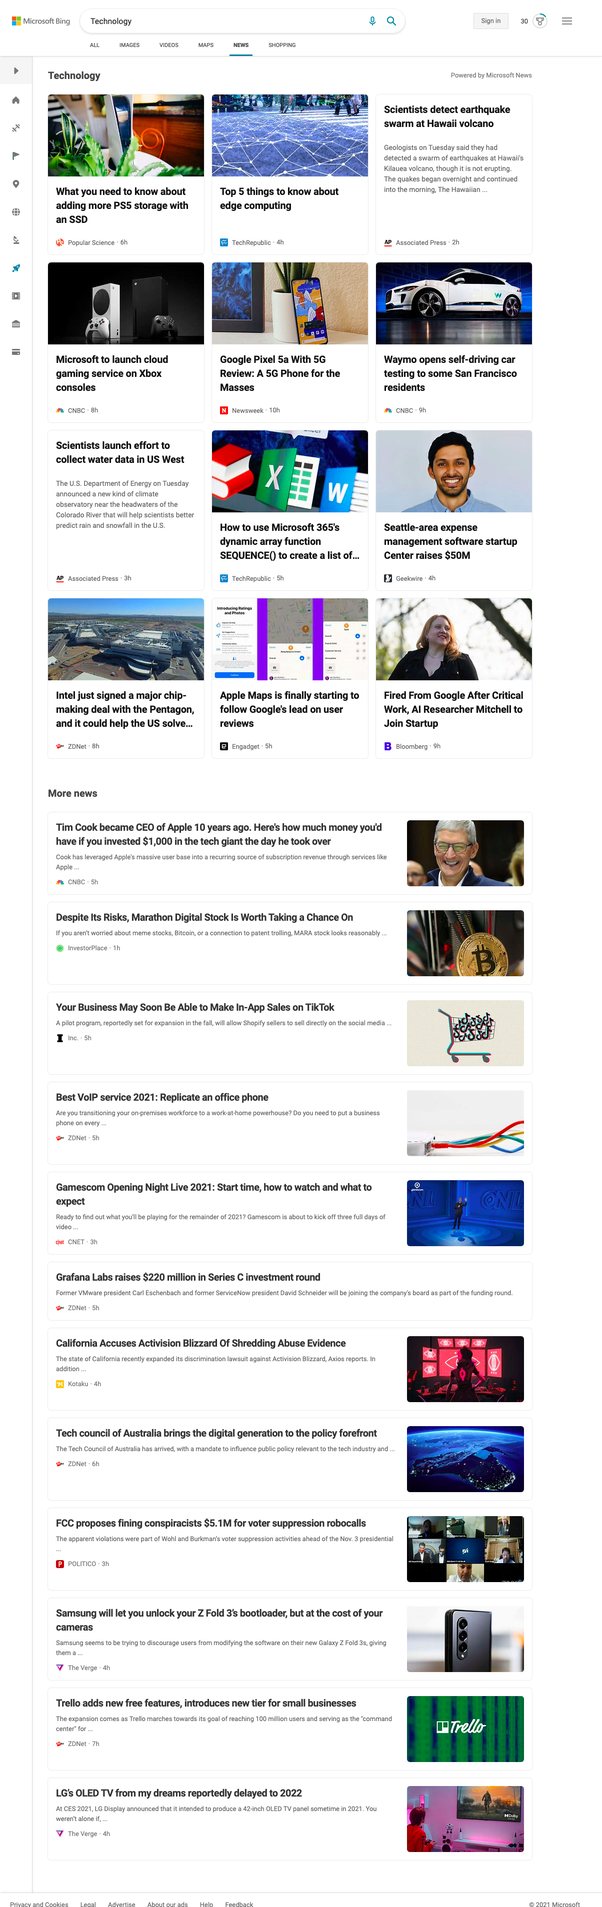 Microsoft Bing
Technology
Sign in
30
ALL
IMAGES
VIDEOS
MAPS
NEWS
SHOPPING
Technology
Powered by Microsoft News
What you need to know about
adding more PS5 storage with
an SSD
Popular Science · 6h
Top 5 things to know about
edge computing
TechRepublic · 4h
Scientists detect earthquake
swarm at Hawaii volcano
Geologists on Tuesday said they had
detected a swarm of earthquakes at Hawaii's
Kilauea volcano, though it is not erupting.
The quakes began overnight and continued
into the morning, The Hawaiian ...
AP Associated Press · 2h
Microsoft to launch cloud
gaming service on Xbox
consoles
CNBC · 8h
Google Pixel 5a With 5G
Review: A 5G Phone for the
Masses
N Newsweek · 10h
Waymo opens self-driving car
testing to some San Francisco
residents
CNBC · 9h
Scientists launch effort to
collect water data in US West
The U.S. Department of Energy on Tuesday
announced a new kind of climate
observatory near the headwaters of the
Colorado River that will help scientists better
predict rain and snowfall in the U.S.
AP Associated Press · 3h
X
W
How to use Microsoft 365's
dynamic array function
SEQUENCE() to create a list of...
TechRepublic · 5h
Seattle-area expense
management software startup
Center raises $50M
Geekwire · 4h
Intel just signed a major chip-
making deal with the Pentagon,
and it could help the US solve...
ZDNet · 8h
Introducing Ratings
and Photos
Apple Maps is finally starting to
follow Google's lead on user
reviews
Engadget · 5h
Fired From Google After Critical
Work, AI Researcher Mitchell to
Join Startup
B Bloomberg · 9h
More news
Tim Cook became CEO of Apple 10 years ago. Here's how much money you'd
have if you invested $1,000 in the tech giant the day he took over
Cook has leveraged Apple's massive user base into a recurring source of subscription revenue through services like
Apple ...
CNBC · 5h
Despite Its Risks, Marathon Digital Stock Is Worth Taking a Chance On
If you aren't worried about meme stocks, Bitcoin, or a connection to patent trolling, MARA stock looks reasonably ...
InvestorPlace · 1h
Your Business May Soon Be Able to Make In-App Sales on TikTok
A pilot program, reportedly set for expansion in the fall, will allow Shopify sellers to sell directly on the social media ...
Inc. · 5h
Best VoIP service 2021: Replicate an office phone
Are you transitioning your on-premises workforce to a work-at-home powerhouse? Do you need to put a business
phone on every ...
ZDNet · 5h
Gamescom Opening Night Live 2021: Start time, how to watch and what to
expect
Ready to find out what you'll be playing for the remainder of 2021? Gamescom is about to kick off three full days of
video ...
CNET · 3h
Grafana Labs raises $220 million in Series C investment round
Former VMware president Carl Eschenbach and former ServiceNow president David Schneider will be joining the company's board as part of the funding round.
ZDNet · 5h
California Accuses Activision Blizzard Of Shredding Abuse Evidence
The state of California recently expanded its discrimination lawsuit against Activision Blizzard, Axios reports. In
addition ...
Kotaku · 4h
Tech council of Australia brings the digital generation to the policy forefront
The Tech Council of Australia has arrived, with a mandate to influence public policy relevant to the tech industry and ...
ZDNet · 6h
FCC proposes fining conspiracists $5.1M for voter suppression robocalls
The apparent violations were part of Wohl and Burkman's voter suppression activities ahead of the Nov. 3 presidential
...
P POLITICO · 3h
Samsung will let you unlock your Z Fold 3's bootloader, but at the cost of your
cameras
Samsung seems to be trying to discourage users from modifying the software on their new Galaxy Z Fold 3s, giving
them a ...
The Verge · 4h
Trello adds new free features, introduces new tier for small businesses
The expansion comes as Trello marches towards its goal of reaching 100 million users and serving as the "command
center" for ...
ZDNet · 7h
Trello
LG's OLED TV from my dreams reportedly delayed to 2022
At CES 2021, LG Display announced that it intended to produce a 42-inch OLED TV panel sometime in 2021. You
weren't alone if, ...
The Verge · 4h
Privacy and Cookies
Legal
Advertise
About our ads
Help
Feedback
© 2021 Microsoft